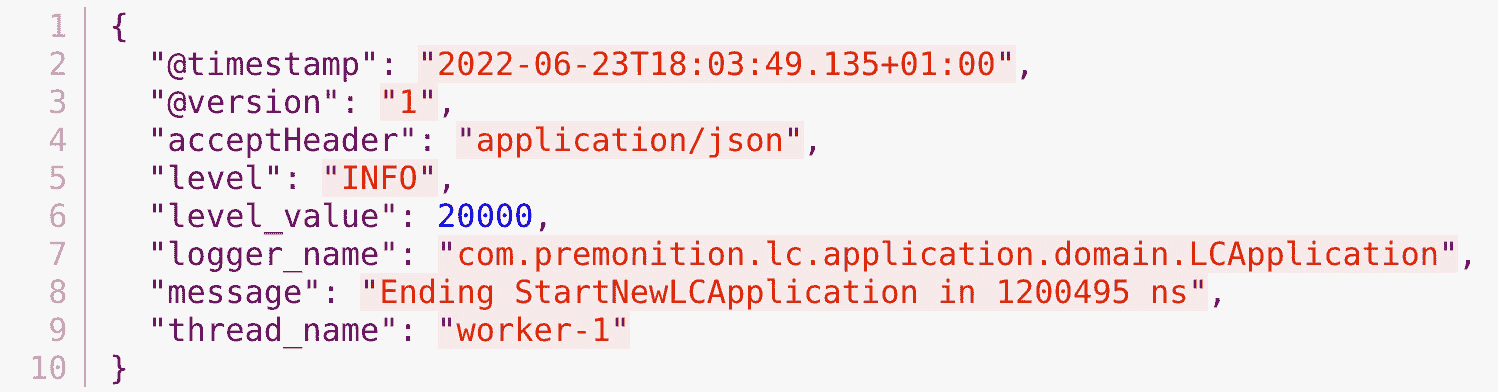 1 {
2   "@timestamp": "2022-06-23T18:03:49.135+01:00",
3   "@version": "1",
4   "acceptHeader": "application/json",
5   "level": "INFO",
6   "level_value": 20000,
7   "logger_name": "com.premonition.lc.application.domain.LCApplication",
8   "message": "Ending StartNewLCApplication in 1200495 ns",
9   "thread_name": "worker-1"
10 }